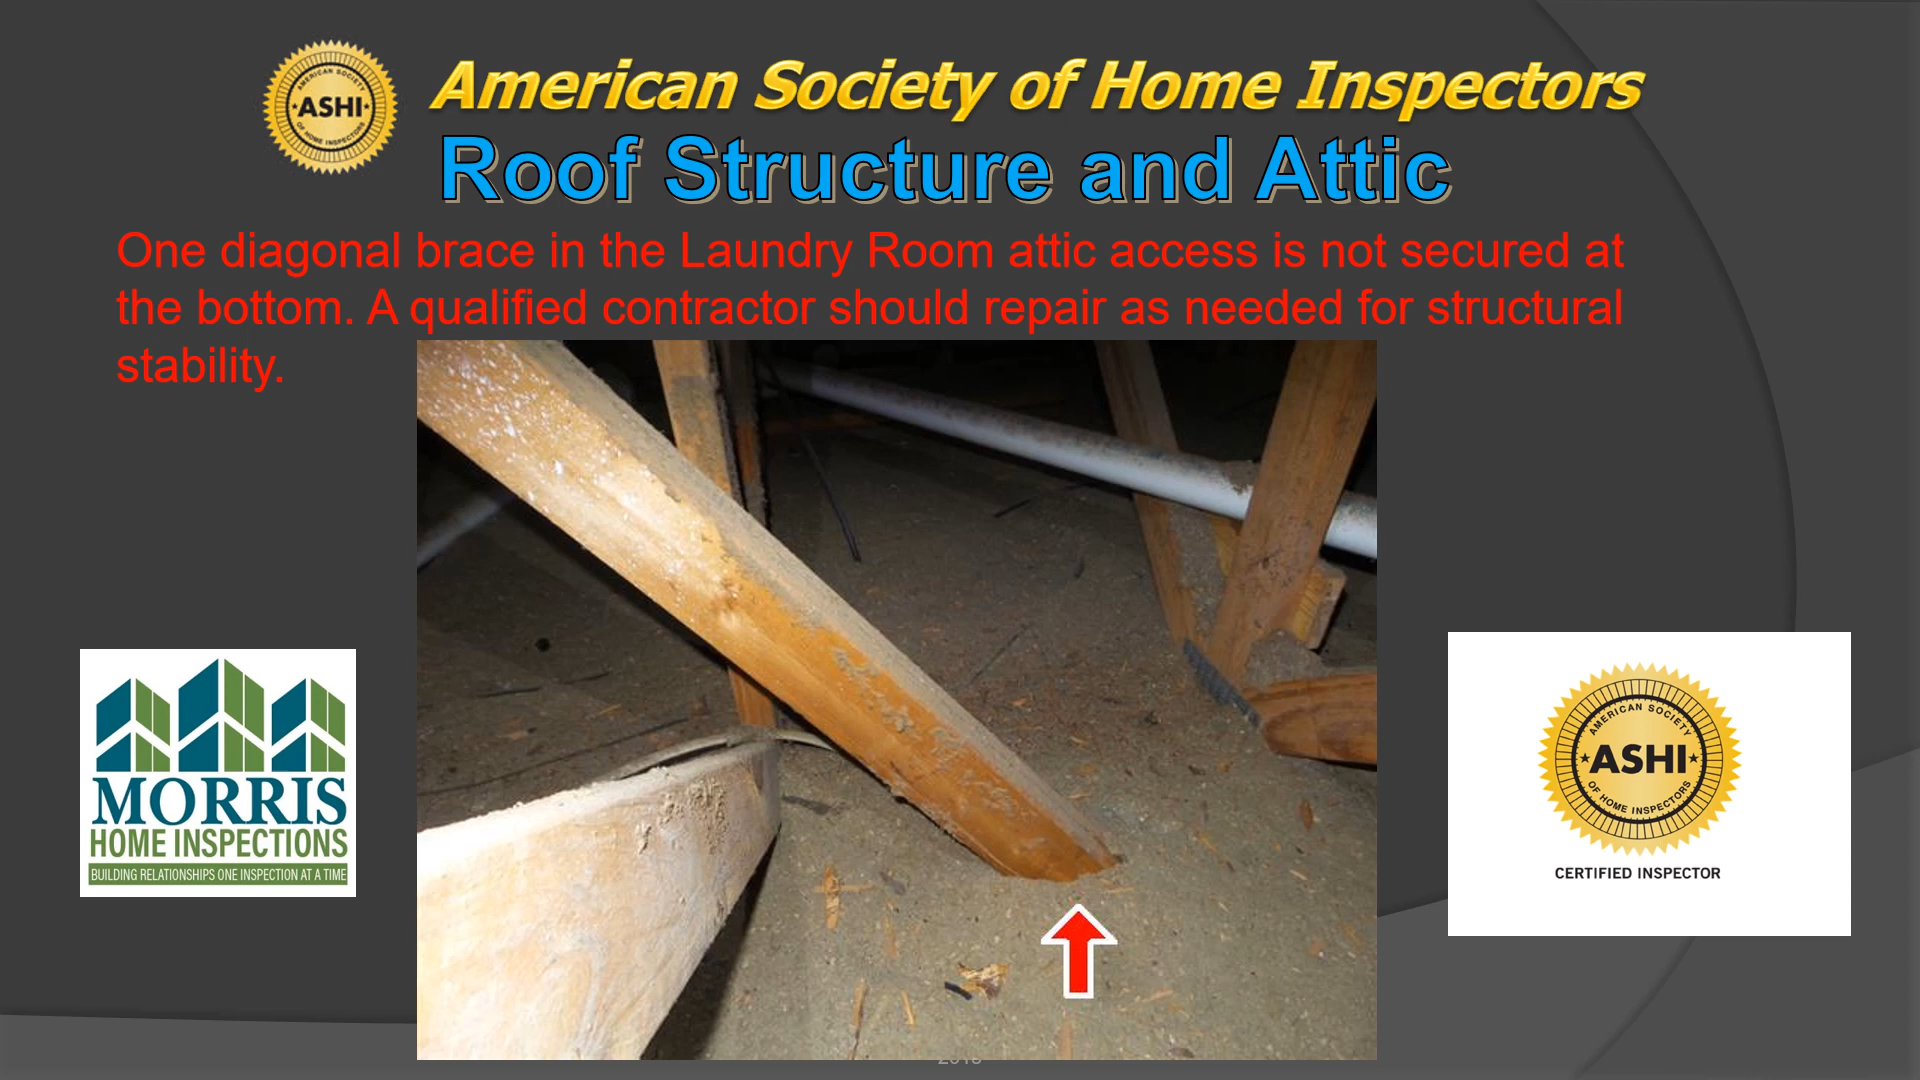 AMERICAN SOCIETY
ASHI
OF HOME INSPECTORS
American Society of Home Inspectors
Roof Structure and Attic
One diagonal brace in the Laundry Room attic access is not secured at
the bottom. A qualified contractor should repair as needed for structural
stability.
MORRIS
HOME INSPECTIONS
BUILDING RELATIONSHIPS ONE INSPECTION AT A TIME
AMERICAN SOCIETY
ASHI
OF HOME INSPECTORS
CERTIFIED INSPECTOR